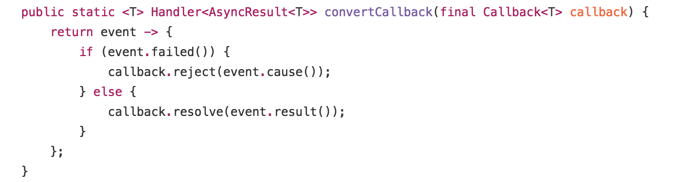 public static <T> Handler<AsyncResult<T>> convertCallback(final Callback<T> callback) {
    return event -> {
        if (event.failed()) {
            callback.reject(event.cause());
        } else {
            callback.resolve(event.result());
        }
    };
}